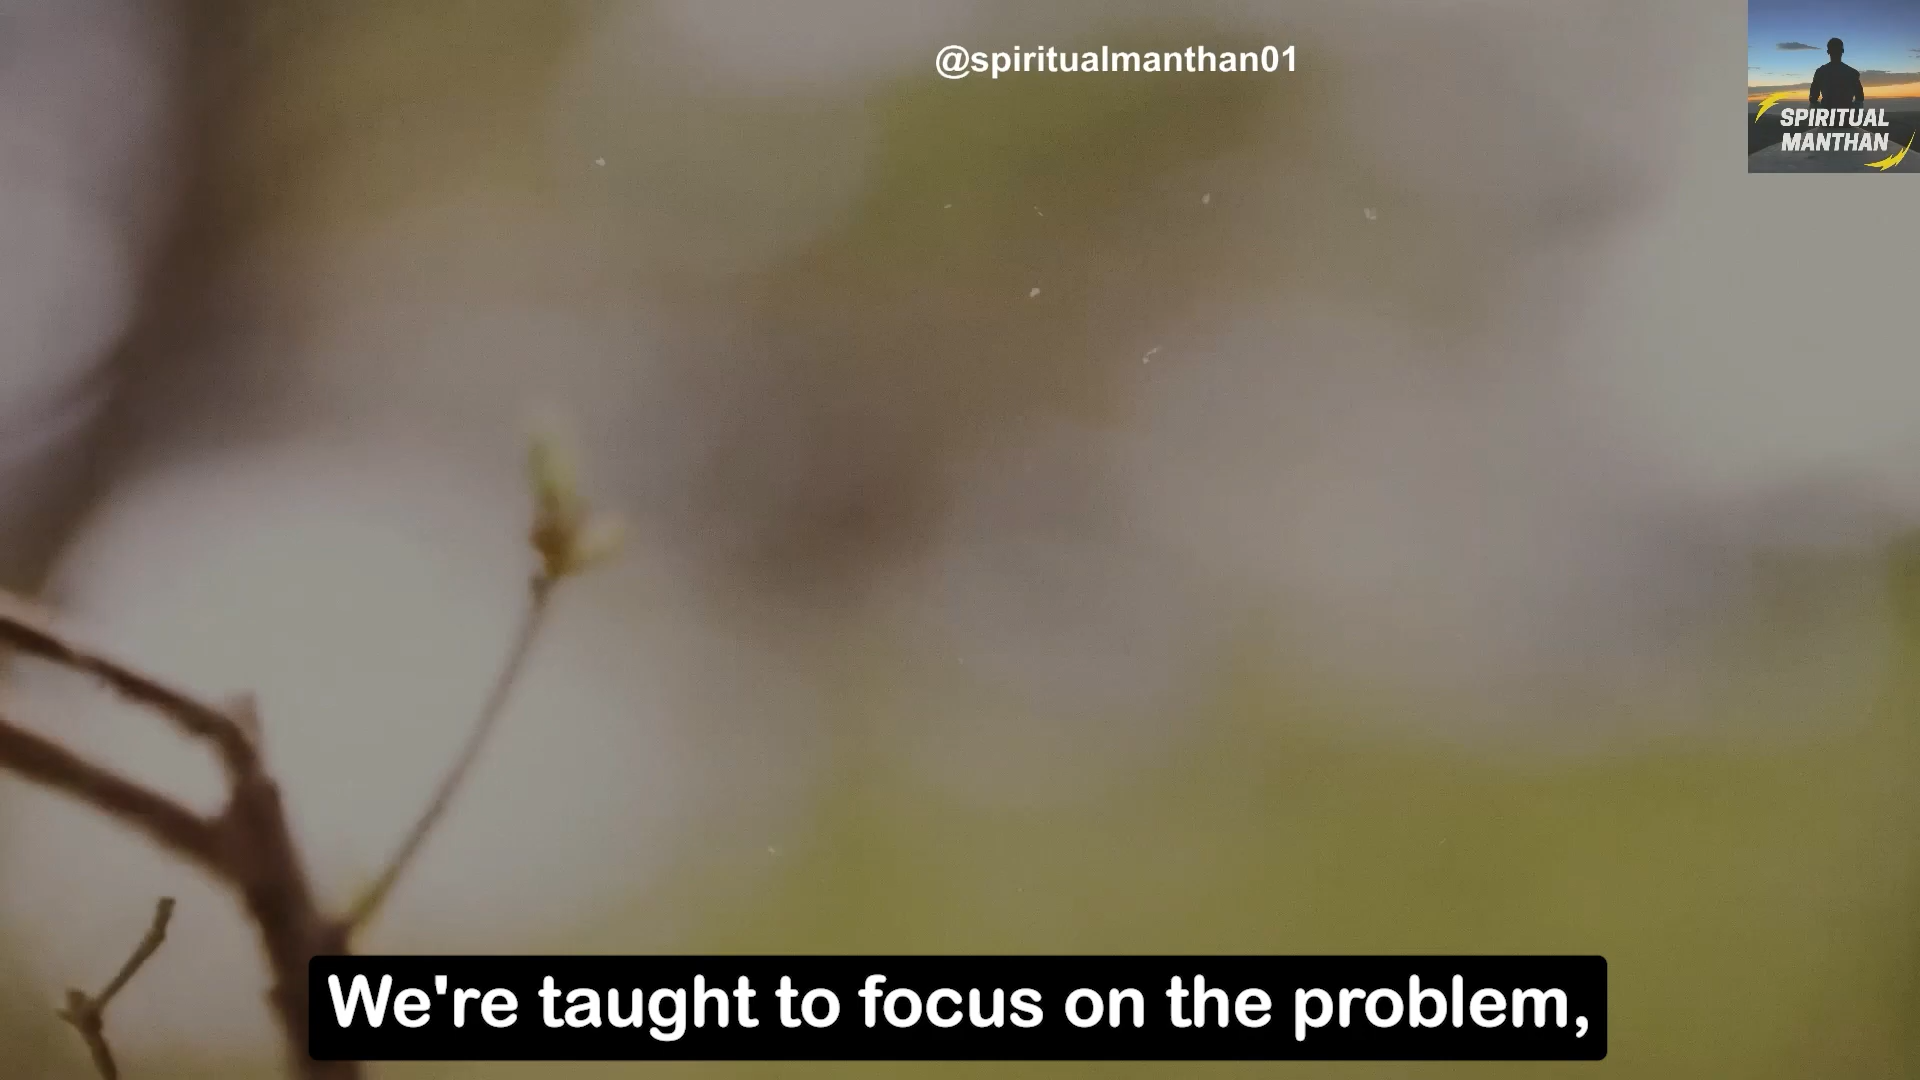 @spiritualmanthan01
SPIRITUAL
MANTHAN
We're taught to focus on the problem,